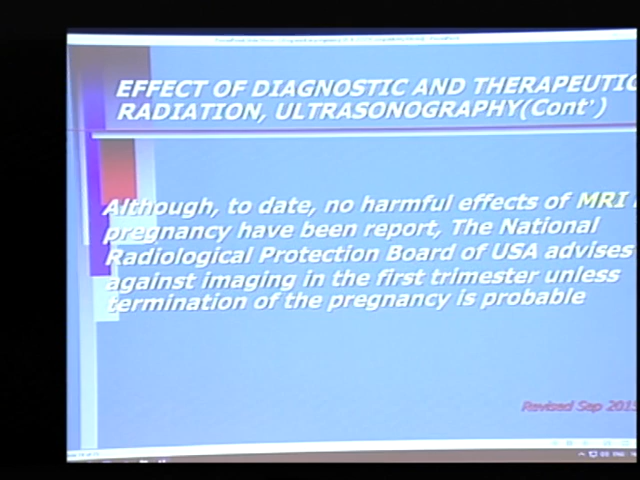 EFFECT OF DIAGNOSTIC AND THERAPEUTIC
RADIATION, ULTRASONOGRAPHY(Cont')
Although, to date, no harmful effects of MRI
pregnancy have been report, The National
Radiological Protection Board of USA advises
against imaging in the first trimester unless
termination of the pregnancy is probable
Revised Sep 2015